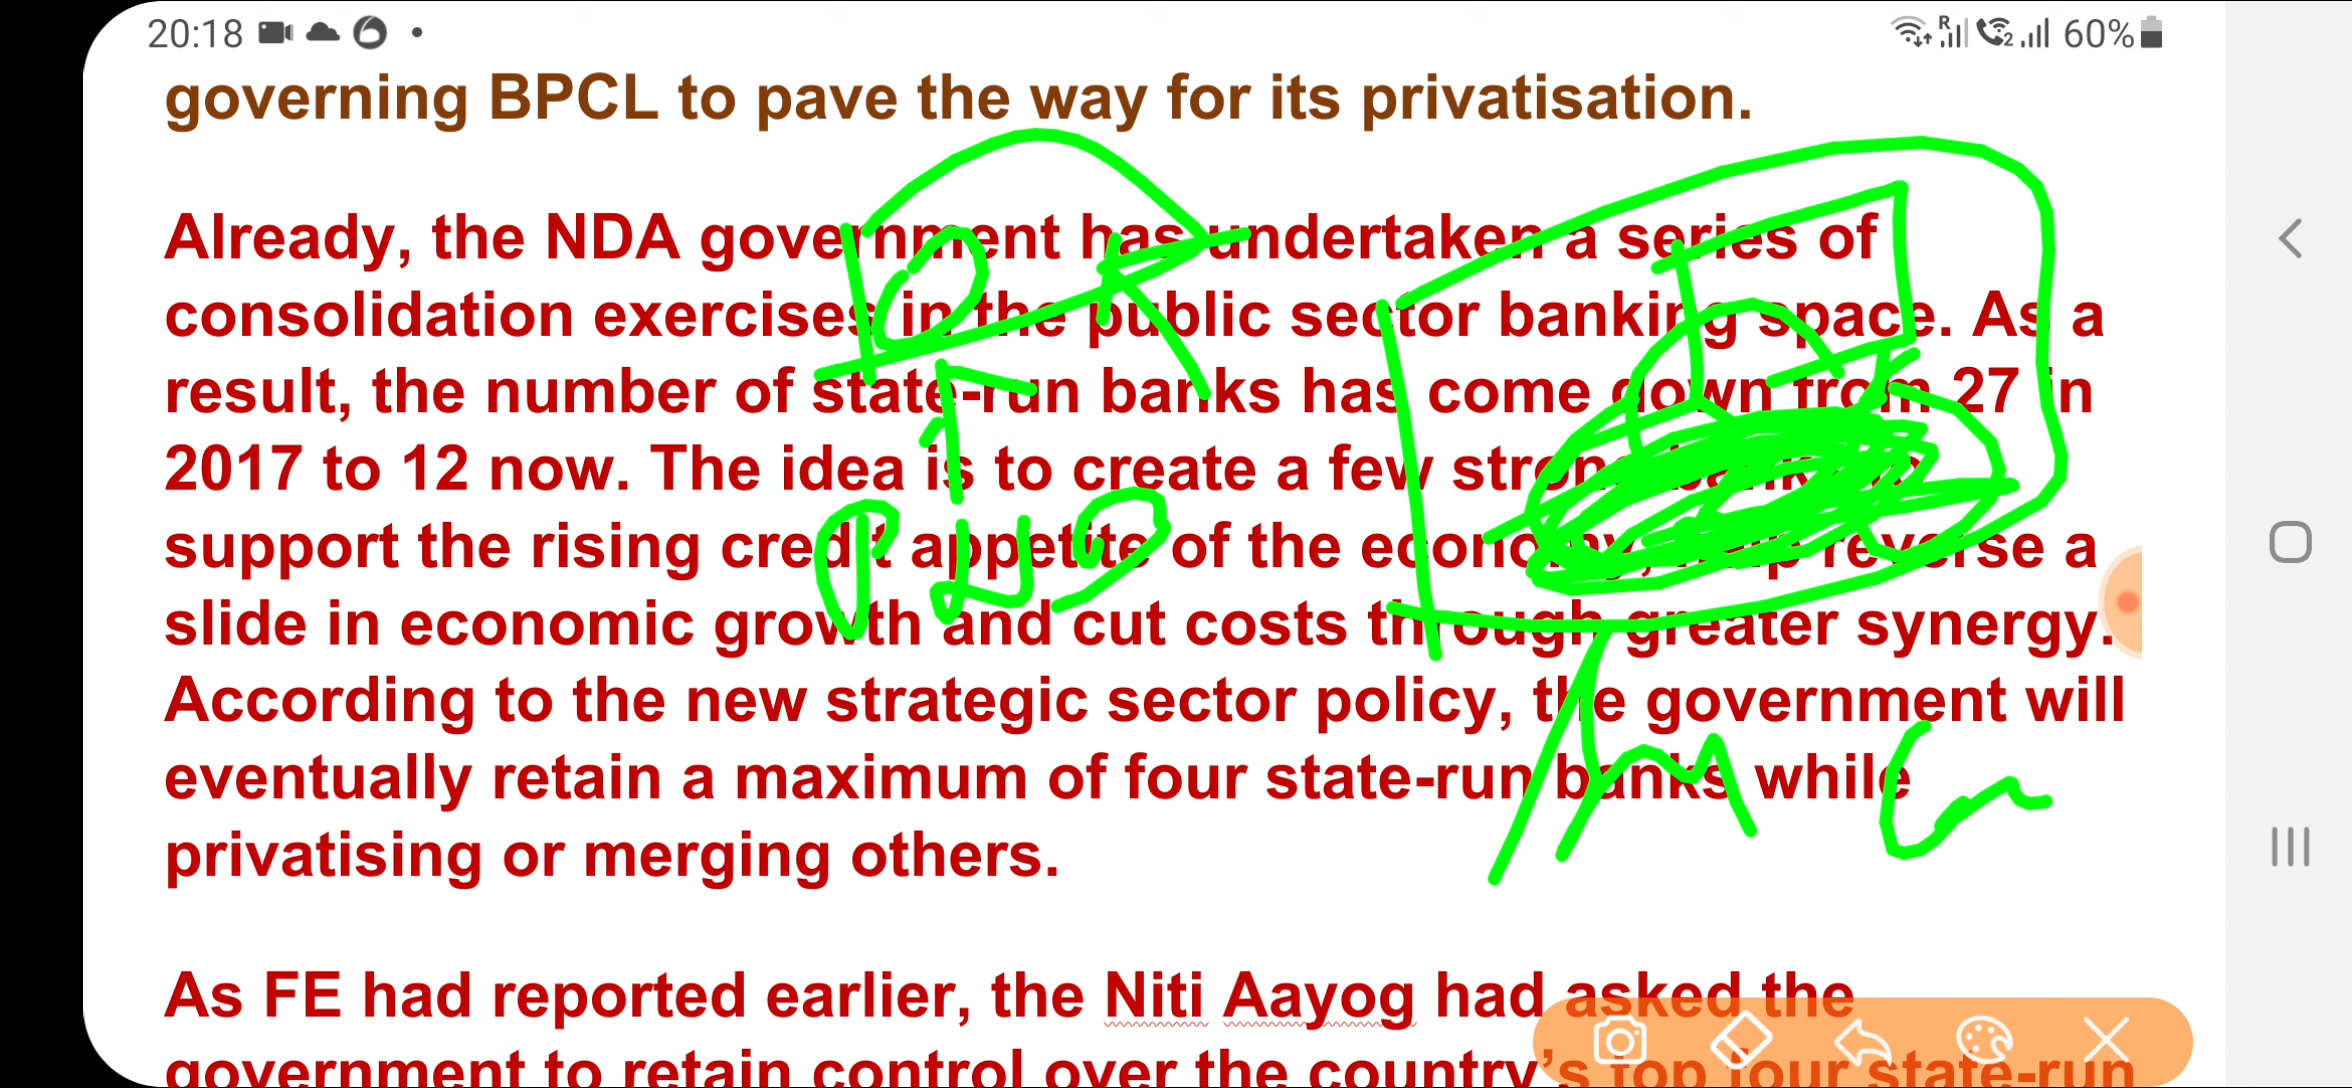 20:18 60%
governing BPCL to pave the way for its privatisation.
Already, the NDA government has undertaken a series of
consolidation exercises in the public sector banking space. As a
result, the number of state-run banks has come down from 27 in
2017 to 12 now. The idea is to create a few strong
support the rising credit appetite of the economy, help reverse a
slide in economic growth and cut costs through greater synergy.
According to the new strategic sector policy, the government will
eventually retain a maximum of four state-run banks while
privatising or merging others.
As FE had reported earlier, the Niti Aayog had asked the
government to retain control over the country's top four state-run